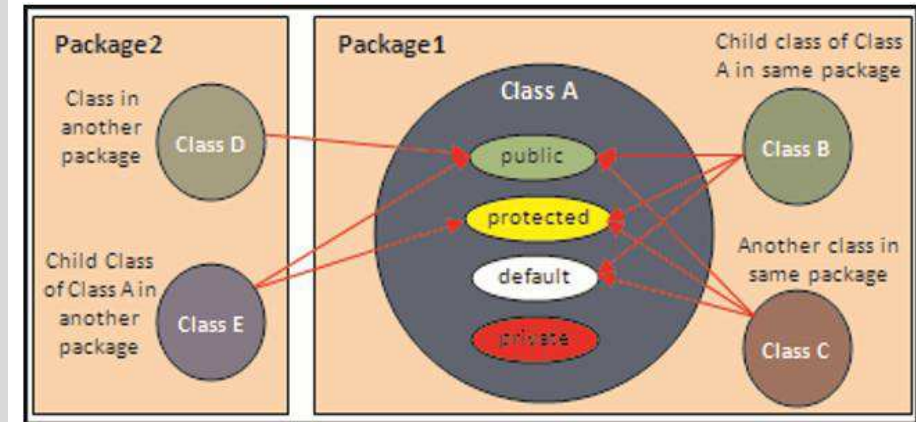 Package2
Class in
another
package
Class D
Child Class
of Class A in
another
package
Class E
Package1
Class A
public
protected
default
private
Child class of Class
A in same package
Class B
Another class in
same package
Class C